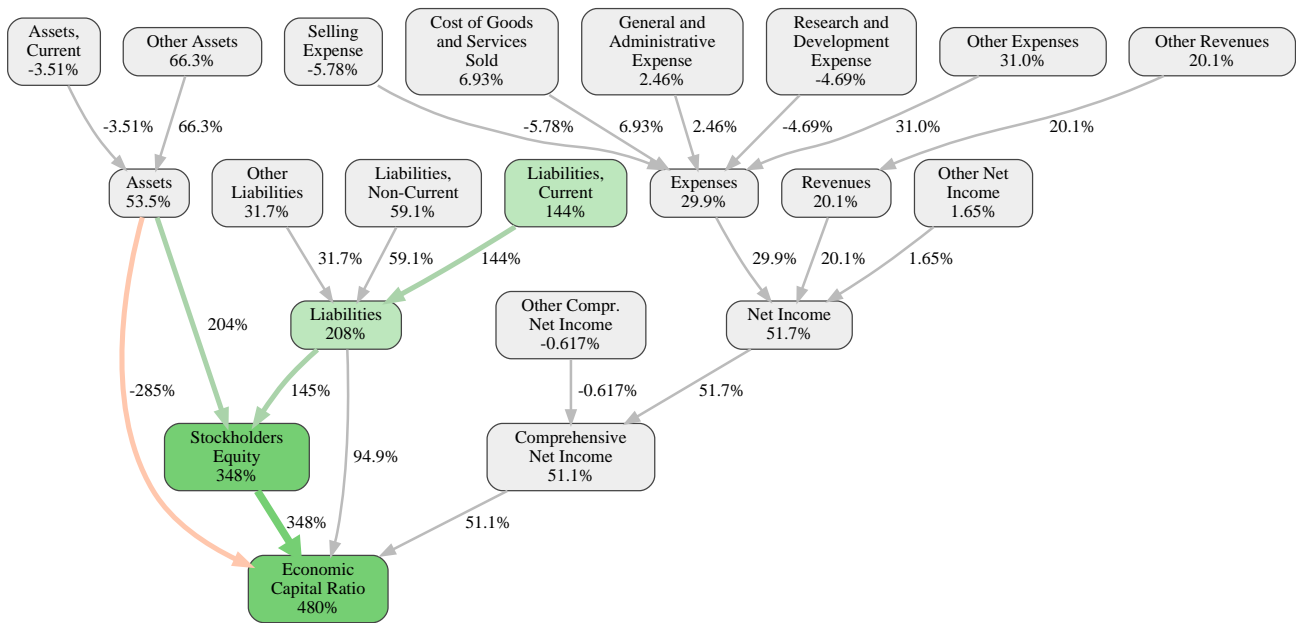 Assets,
Current
-3.51%
Other Assets
66.3%
Selling
Expense
-5.78%
Cost of Goods
and Services
Sold
6.93%
General and
Administrative
Expense
2.46%
Research and
Development
Expense
-4.69%
Other Expenses
31.0%
Other Revenues
20.1%
-3.51%
66.3%
-5.78%
6.93%
2.46%
-4.69%
31.0%
20.1%
Assets
53.5%
Other
Liabilities
31.7%
Liabilities,
Non-Current
59.1%
Liabilities,
Current
144%
Expenses
29.9%
Revenues
20.1%
Other Net
Income
1.65%
31.7%
59.1%
144%
29.9%
20.1%
1.65%
204%
Liabilities
208%
Other Compr.
Net Income
-0.617%
Net Income
51.7%
-285%
145%
-0.617%
51.7%
Stockholders
Equity
348%
94.9%
Comprehensive
Net Income
51.1%
348%
51.1%
Economic
Capital Ratio
480%